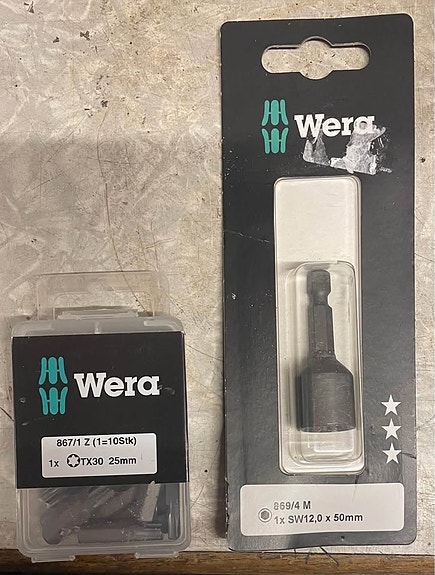 Wera
867/1 Z (1=10Stk)
1x TX30 25mm
Wera
869/4 M
1x SW12,0 x 50mm